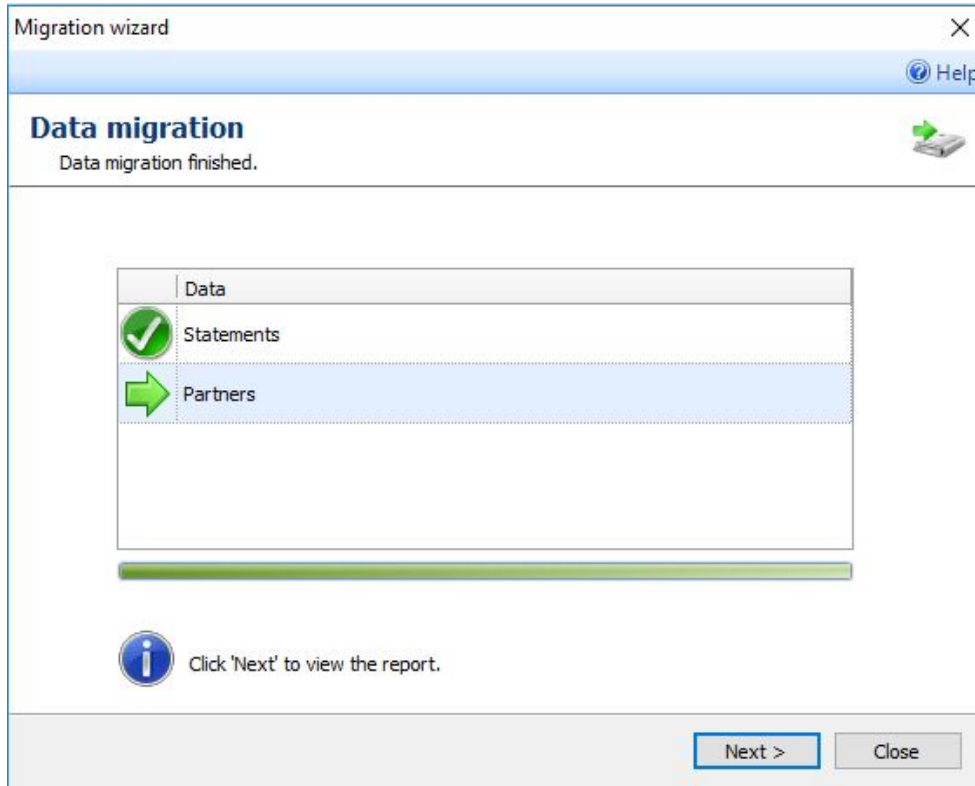 Migration wizard
Help
Data migration
Data migration finished.
Data
Statements
Partners
Click 'Next' to view the report.
Next >
Close